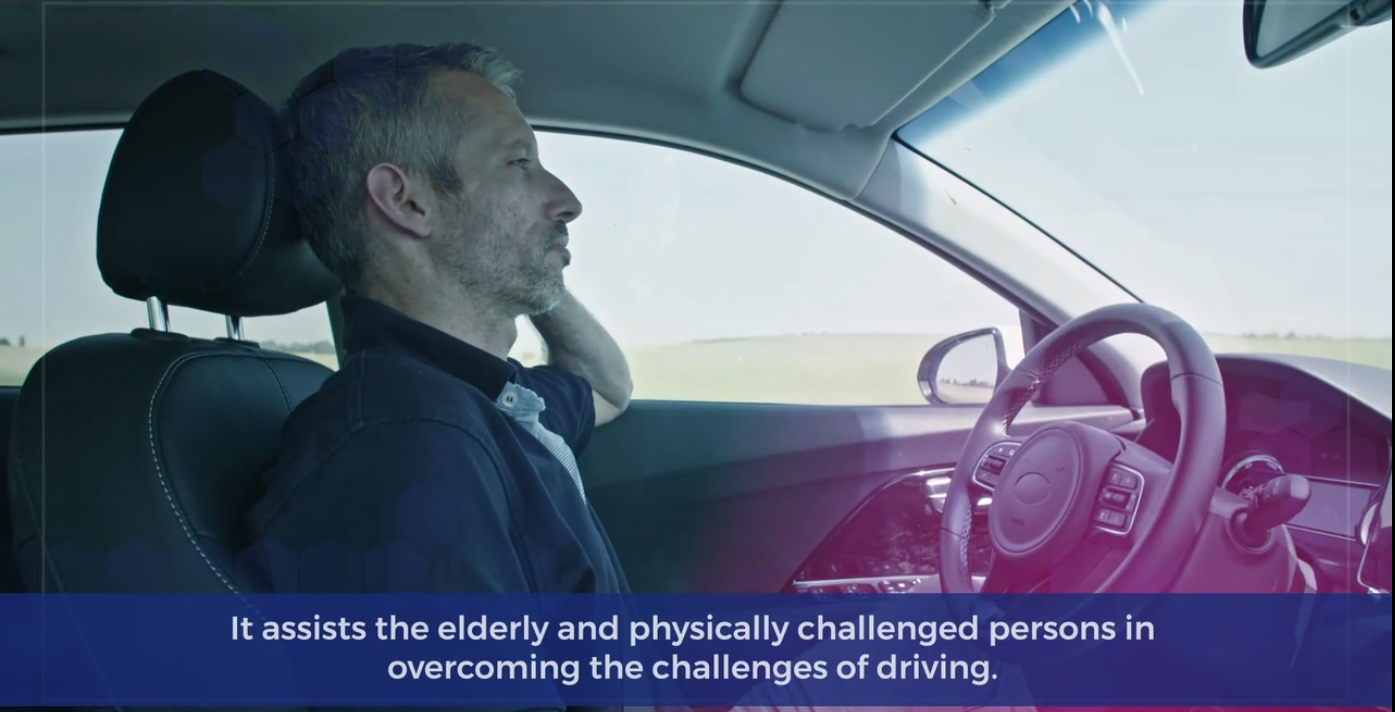 It assists the elderly and physically challenged persons in
overcoming the challenges of driving.